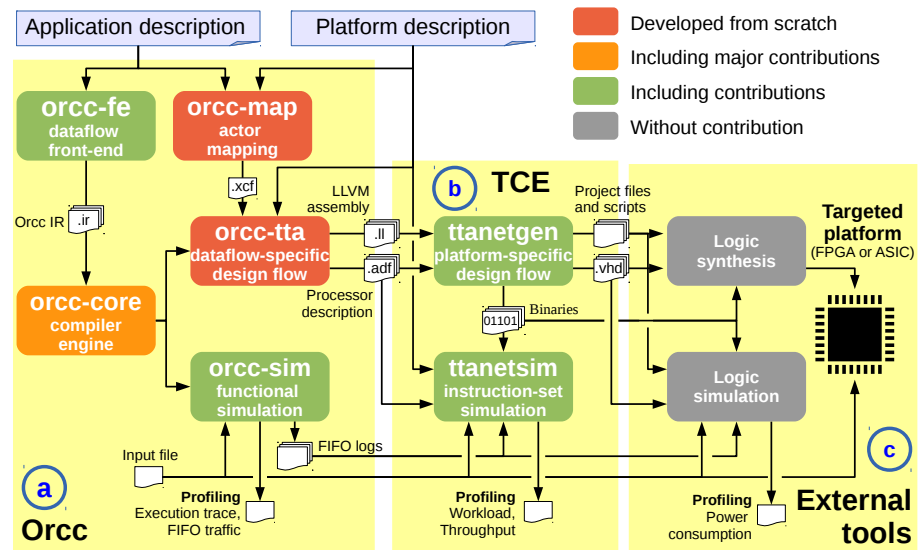 Application description
Platform description
Developed from scratch
Including major contributions
Including contributions
Without contribution
orcc-fe
dataflow
front-end
orcc-map
actor
mapping
.xcf
LLVM
assembly
b
TCE
Project files
and scripts
Orcc IR
.ir
orcc-tta
dataflow-specific
design flow
.ll
.adf
ttanetgen
platform-specific
design flow
.vhd
Logic
synthesis
Targeted
platform
(FPGA or ASIC)
Processor
description
orcc-core
compiler
engine
01101
Binaries
orcc-sim
functional
simulation
ttanetsim
instruction-set
simulation
Logic
simulation
FIFO logs
Input file
a
Orcc
Profiling
Execution trace,
FIFO traffic
Profiling
Workload,
Throughput
Profiling
Power
consumption
c
External
tools